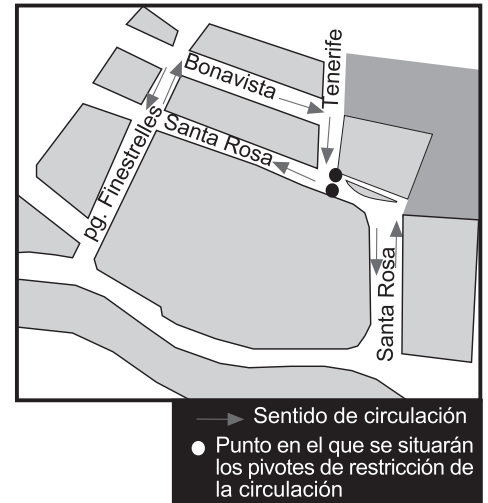 Bonavista
Tenerife
Santa Rosa
pg. Finestrelles
Santa Rosa
Sentido de circulación
Punto en el que se situarán
los pivotes de restricción de
la circulación